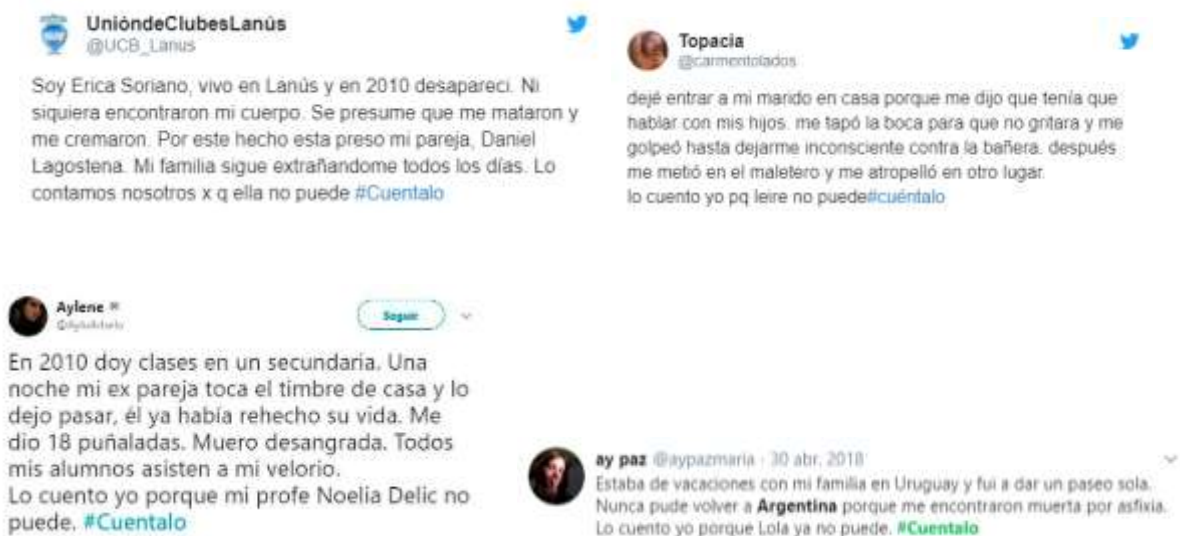 UnióndeClubesLanús
@UCB_Lanus
Soy Erica Soriano, vivo en Lanús y en 2010 desapareci. Ni
siquiera encontraron mi cuerpo. Se presume que me mataron y
me cremaron. Por este hecho esta preso mi pareja, Daniel
Lagostena. Mi familia sigue extrañandome todos los días. Lo
contamos nosotros x q ella no puede #Cuentalo
Topacia
@carmentolados
dejé entrar a mi marido en casa porque me dijo que tenía que
hablar con mis hijos. me tapó la boca para que no gritara y me
golpeó hasta dejarme inconsciente contra la bañera. después
me metió en el maletero y me atropelló en otro lugar.
lo cuento yo pq leire no puede#cuéntalo
Aylene
Seguir
En 2010 doy clases en un secundaria. Una
noche mi ex pareja toca el timbre de casa y lo
dejo pasar, él ya había rehecho su vida. Me
dio 18 puñaladas. Muero desangrada. Todos
mis alumnos asisten a mi velorio.
Lo cuento yo porque mi profe Noelia Delic no
puede. #Cuentalo
ay paz @aypazmaria · 30 abr. 2018
Estaba de vacaciones con mi familia en Uruguay y fui a dar un paseo sola.
Nunca pude volver a Argentina porque me encontraron muerta por asfixia.
Lo cuento yo porque Lola ya no puede. #Cuentalo